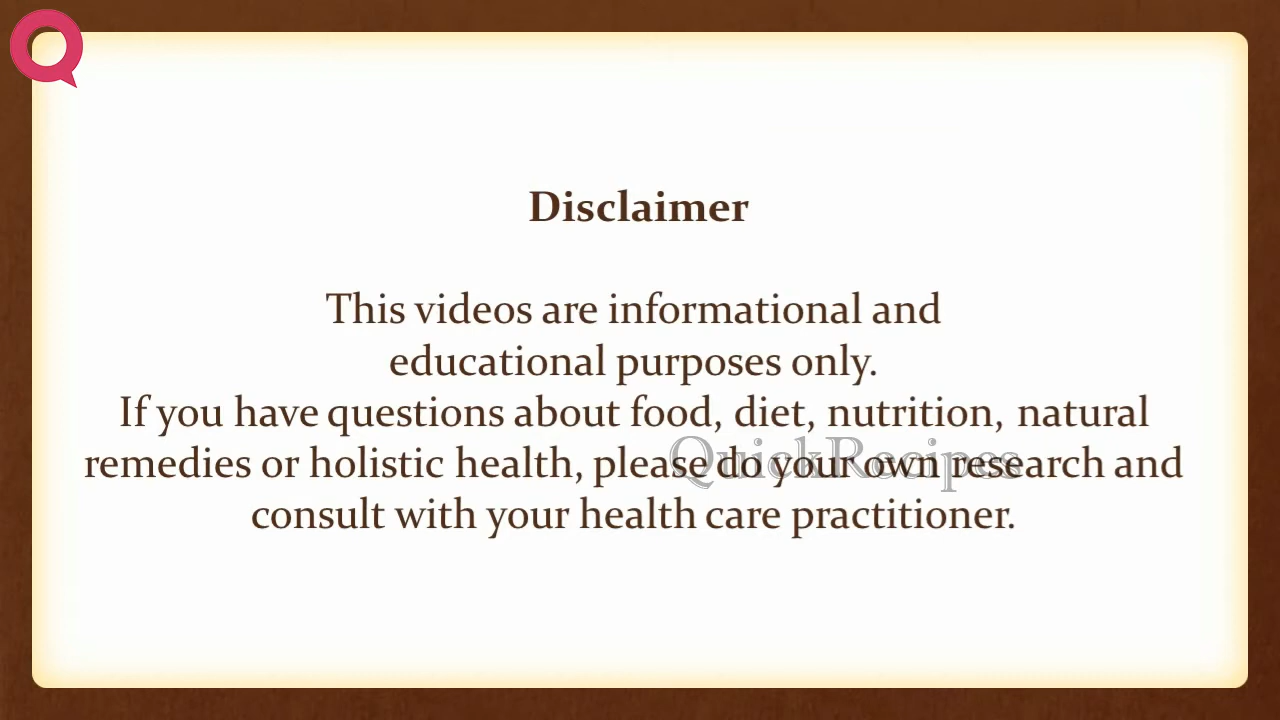 Disclaimer
This videos are informational and
educational purposes only.
If you have questions about food, diet, nutrition, natural
remedies or holistic health, please do your own research and
QuickRecipes
consult with your health care practitioner.